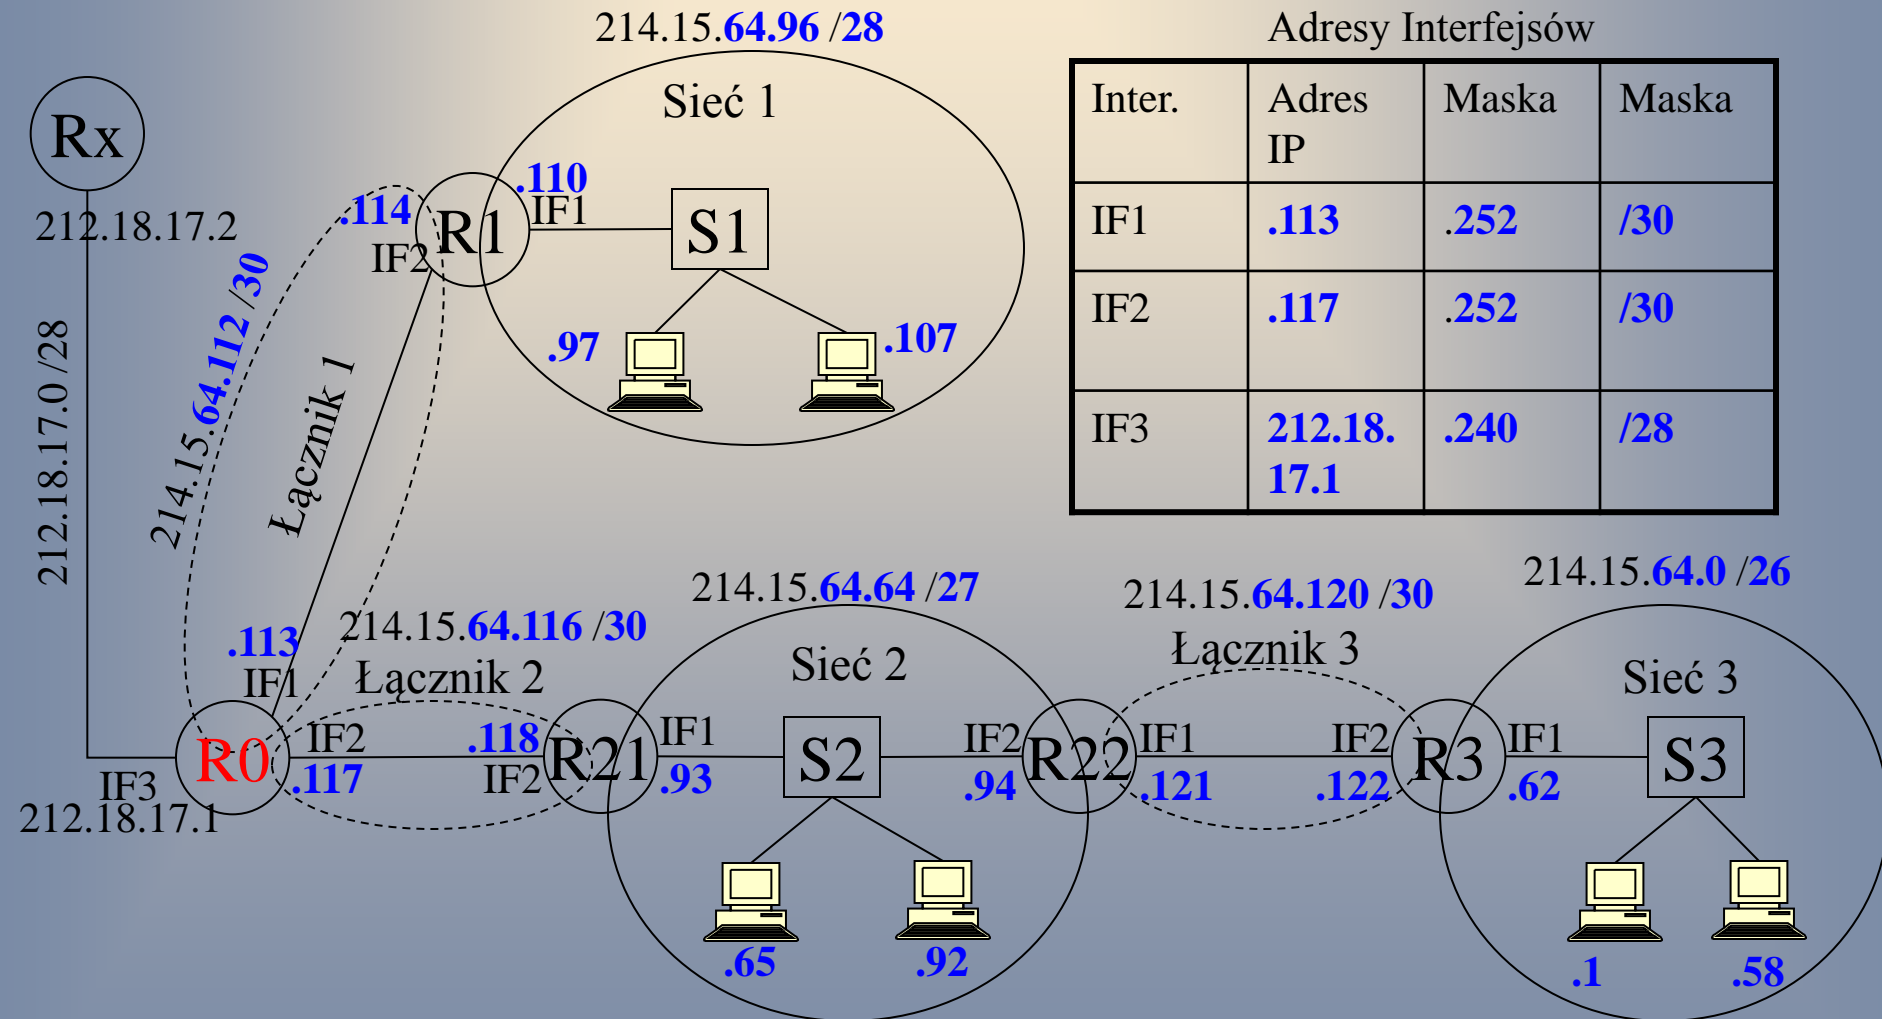 214.15.64.96 /28
Sieć 1
Rx
212.18.17.2
212.18.17.0 /28
214.15.64.112 /30
Łącznik 1
.114
IF2
R1
.110
IF1
S1
.97
.107
Adresy Interfejsów
Inter.
Adres
IP
Maska
Maska
IF1
.113
.252
/30
IF2
.117
.252
/30
IF3
212.18.
17.1
.240
/28
.113
IF1
R0
IF3
212.18.17.1
IF2
.117
214.15.64.116 /30
Łącznik 2
.118
IF2
R21
IF1
.93
214.15.64.64 /27
Sieć 2
S2
.65
.92
IF2
.94
R22
IF1
.121
214.15.64.120 /30
Łącznik 3
IF2
.122
R3
IF1
.62
214.15.64.0 /26
Sieć 3
S3
.1
.58